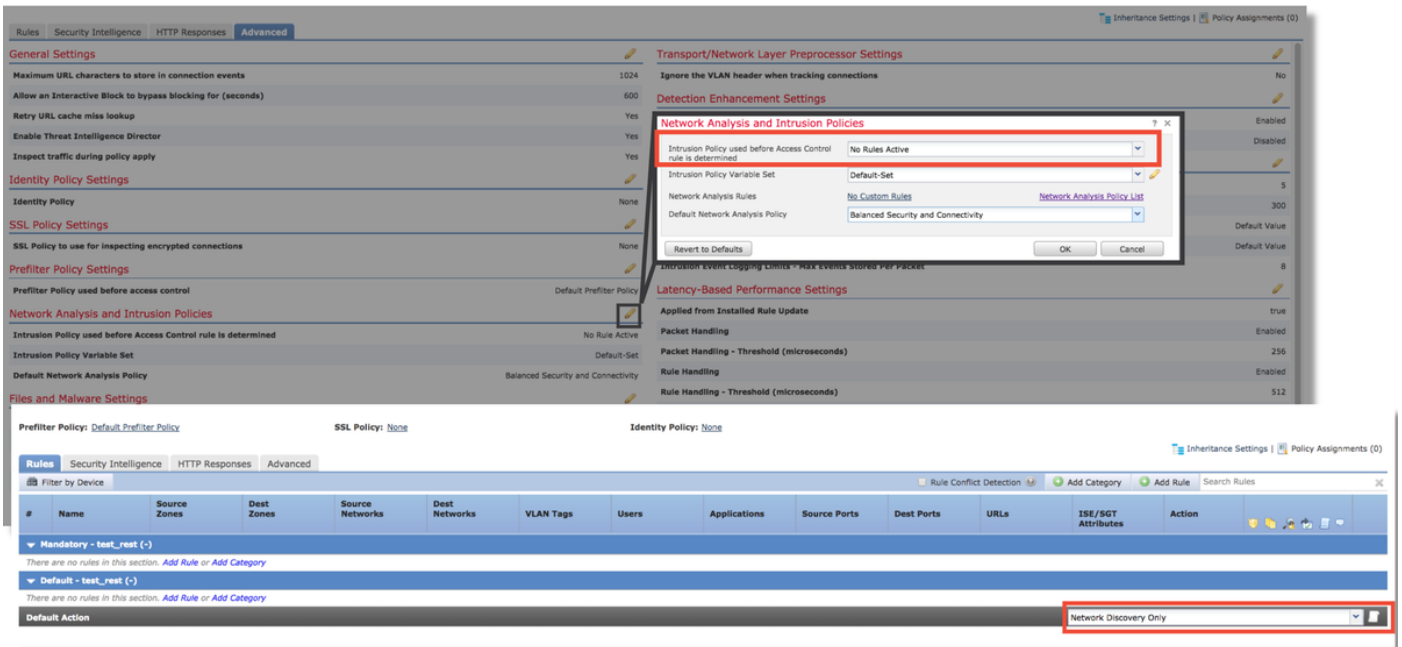 Inheritance Settings | Policy Assignments (0)
Rules Security Intelligence HTTP Responses Advanced
General Settings
Maximum URL characters to store in connection events 1024
Allow an Interactive Block to bypass blocking for (seconds) 600
Retry URL cache miss lookup Yes
Enable Threat Intelligence Director Yes
Inspect traffic during policy apply Yes
Identity Policy Settings
Identity Policy None
SSL Policy Settings
SSL Policy to use for inspecting encrypted connections None
Prefilter Policy Settings
Prefilter Policy used before access control Default Prefilter Policy
Network Analysis and Intrusion Policies
Intrusion Policy used before Access Control rule is determined No Rule Active
Intrusion Policy Variable Set Default-Set
Default Network Analysis Policy Balanced Security and Connectivity
Files and Malware Settings
Transport/Network Layer Preprocessor Settings
Ignore the VLAN header when tracking connections No
Detection Enhancement Settings
Enabled
Disabled
5
300
Default Value
Default Value
Intrusion Event Logging Limits - Max Events Stored Per Packet 8
Latency-Based Performance Settings
Applied from Installed Rule Update true
Packet Handling Enabled
Packet Handling - Threshold (microseconds) 256
Rule Handling Enabled
Rule Handling - Threshold (microseconds) 512
Network Analysis and Intrusion Policies ? ×
Intrusion Policy used before Access Control
rule is determined
No Rules Active
Intrusion Policy Variable Set Default-Set
Network Analysis Rules No Custom Rules Network Analysis Policy List
Default Network Analysis Policy Balanced Security and Connectivity
Revert to Defaults OK Cancel
Prefilter Policy: Default Prefilter Policy SSL Policy: None Identity Policy: None
Inheritance Settings | Policy Assignments (0)
Rules Security Intelligence HTTP Responses Advanced
Filter by Device Rule Conflict Detection Add Category Add Rule Search Rules
# Name Source Zones Dest Zones Source Networks Dest Networks VLAN Tags Users Applications Source Ports Dest Ports URLs ISE/SGT Attributes Action
Mandatory - test_rest (-)
There are no rules in this section. Add Rule or Add Category
Default - test_rest (-)
There are no rules in this section. Add Rule or Add Category
Default Action Network Discovery Only